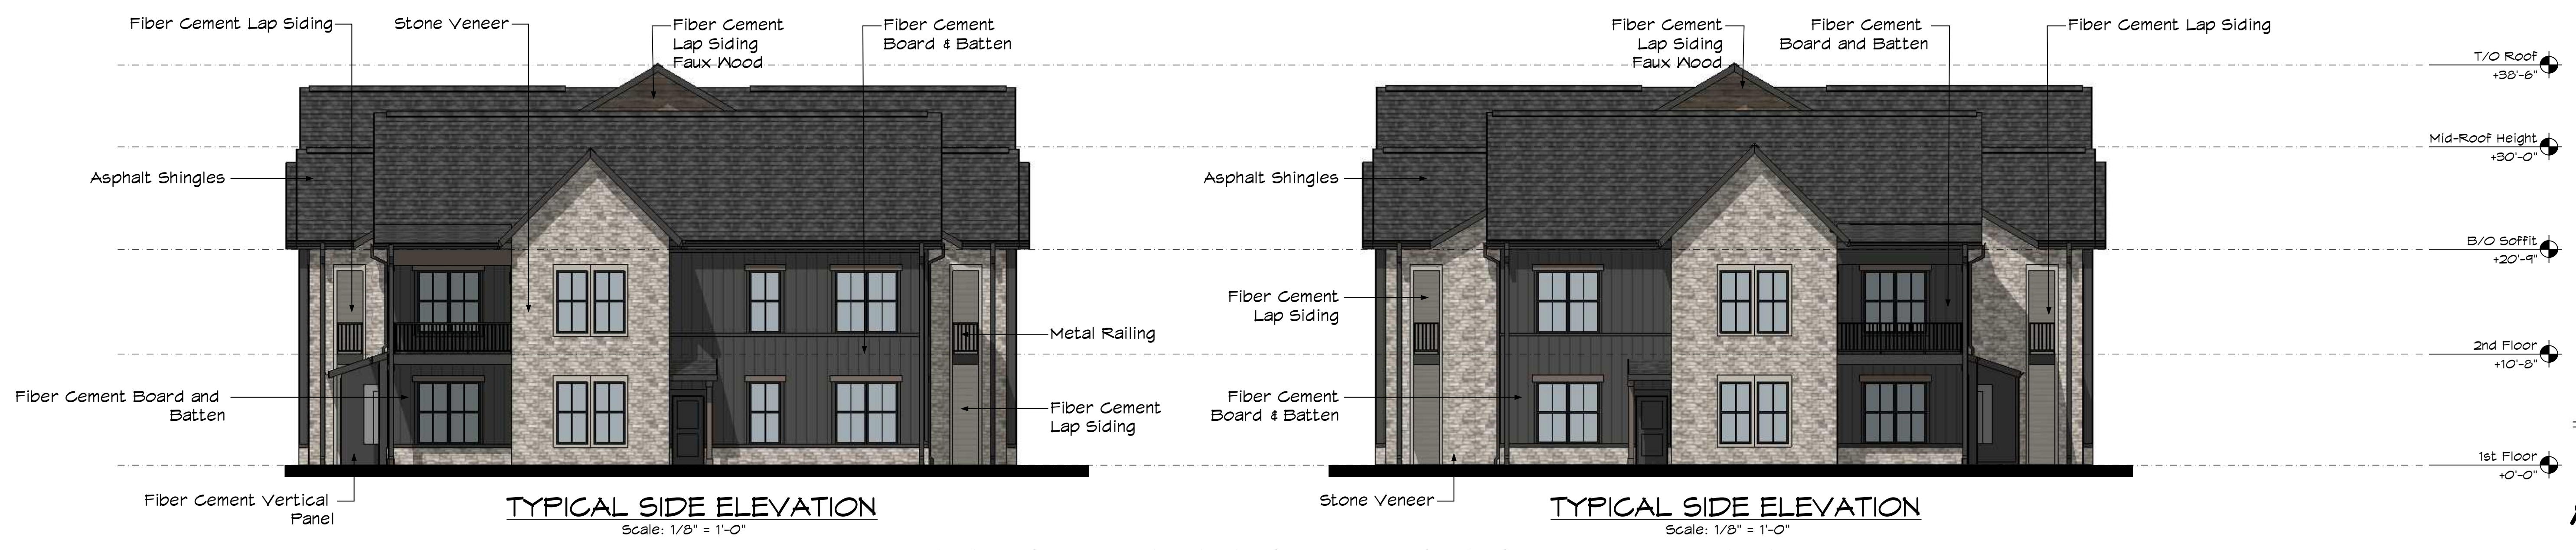 Fiber Cement Lap Siding
Stone Veneer
Fiber Cement
Lap Siding
Faux Wood
Fiber Cement
Board & Batten
Asphalt Shingles
Metal Railing
Fiber Cement Board and
Batten
Fiber Cement
Lap Siding
Fiber Cement Vertical
Panel
TYPICAL SIDE ELEVATION
Scale: 1/8" = 1'-0"
Fiber Cement
Lap Siding
Faux Wood
Fiber Cement
Board and Batten
Fiber Cement Lap Siding
Asphalt Shingles
Fiber Cement
Lap Siding
Fiber Cement
Board & Batten
Stone Veneer
TYPICAL SIDE ELEVATION
Scale: 1/8" = 1'-0"
T/O Roof
+38'-6"
Mid-Roof Height
+30'-0"
B/O Soffit
+20'-9"
2nd Floor
+10'-8"
1st Floor
+0'-0"